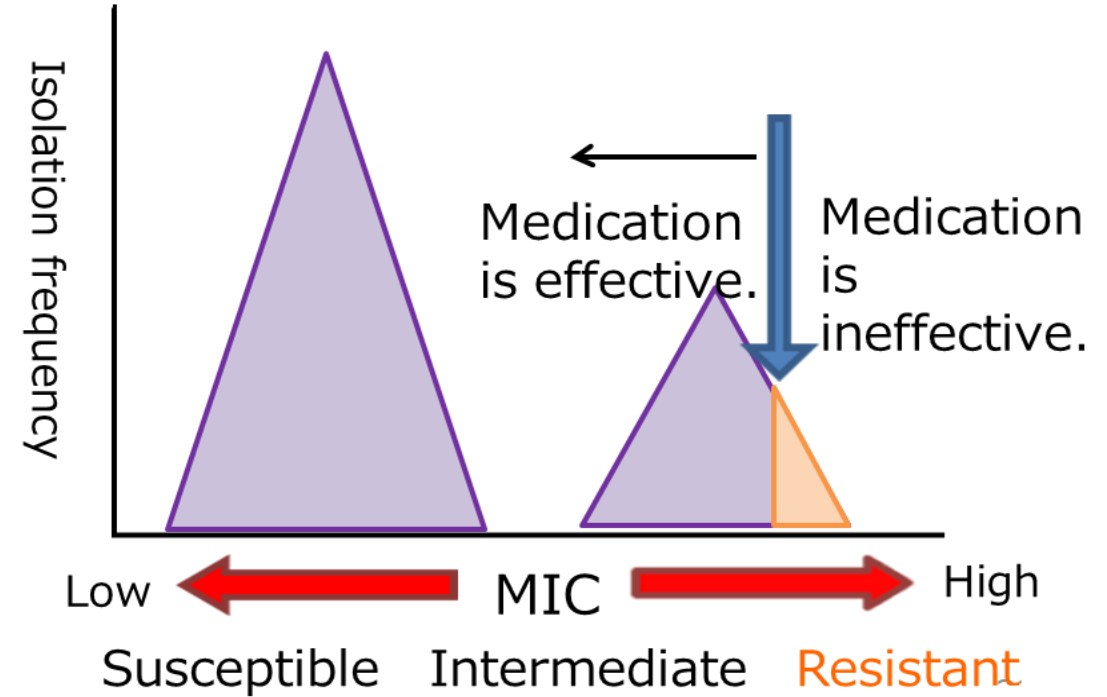 Isolation frequency
Medication
is effective.
Medication
is
ineffective.
Low
MIC
High
Susceptible
Intermediate
Resistant